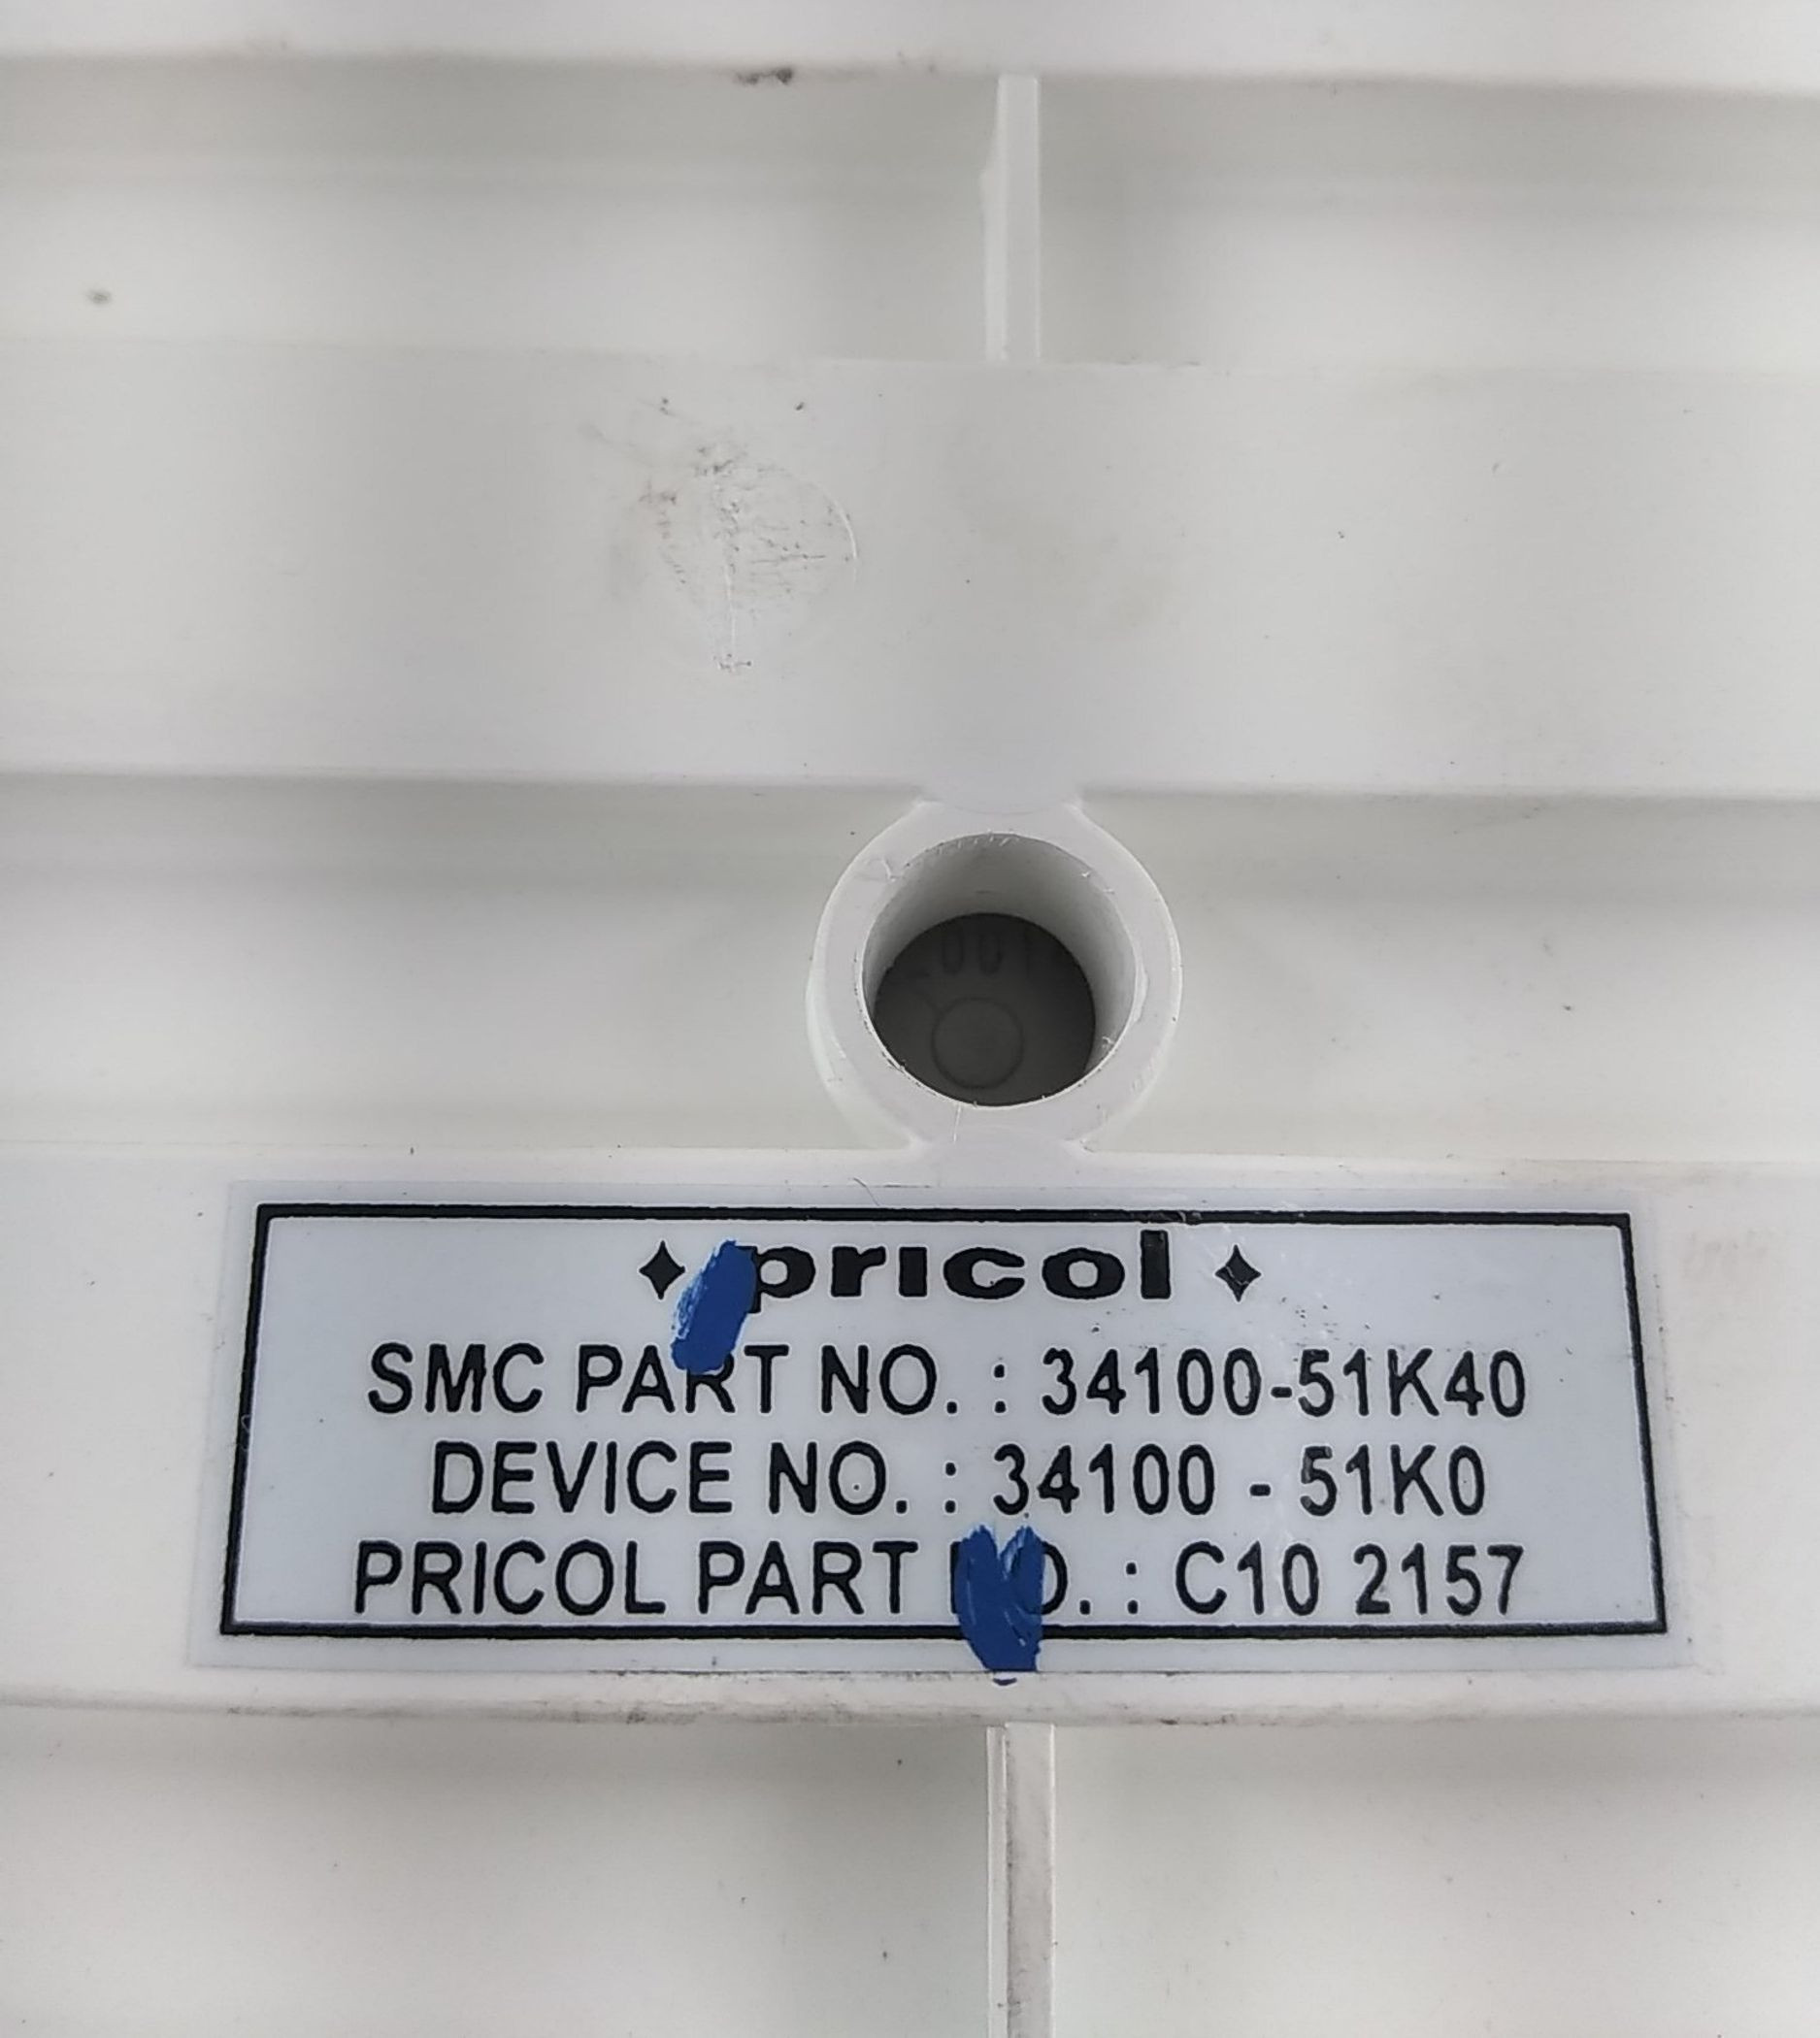 pricol
SMC PART NO. : 34100-51K40
DEVICE NO. : 34100 - 51K0
PRICOL PART NO. : C10 2157